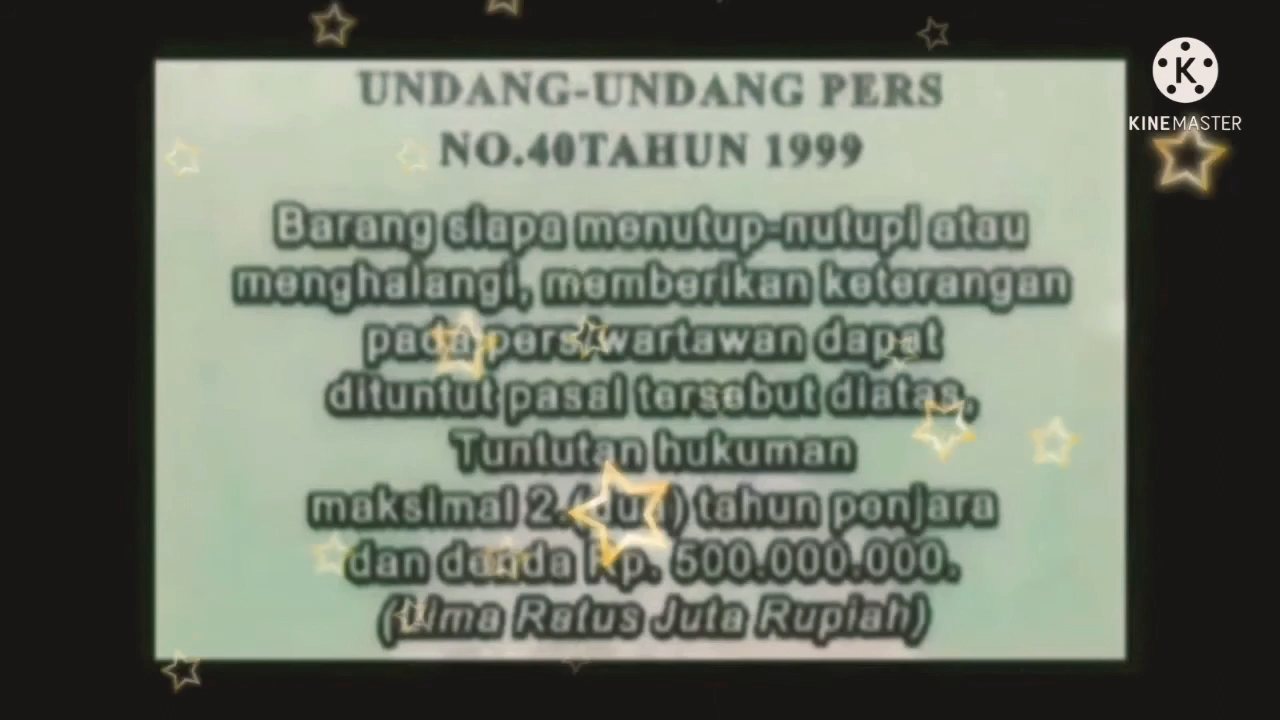 UNDANG-UNDANG PERS
NO.40TAHUN 1999
Barang siapa menutup-nutupi atau
menghalangi, memberikan keterangan
pada pers/wartawan dapat
dituntut pasal tersebut diatas,
Tuntutan hukuman
maksimal 2.(dua) tahun penjara
dan denda Rp. 500.000.000.
(Lima Ratus Juta Rupiah)
K
KINEMASTER